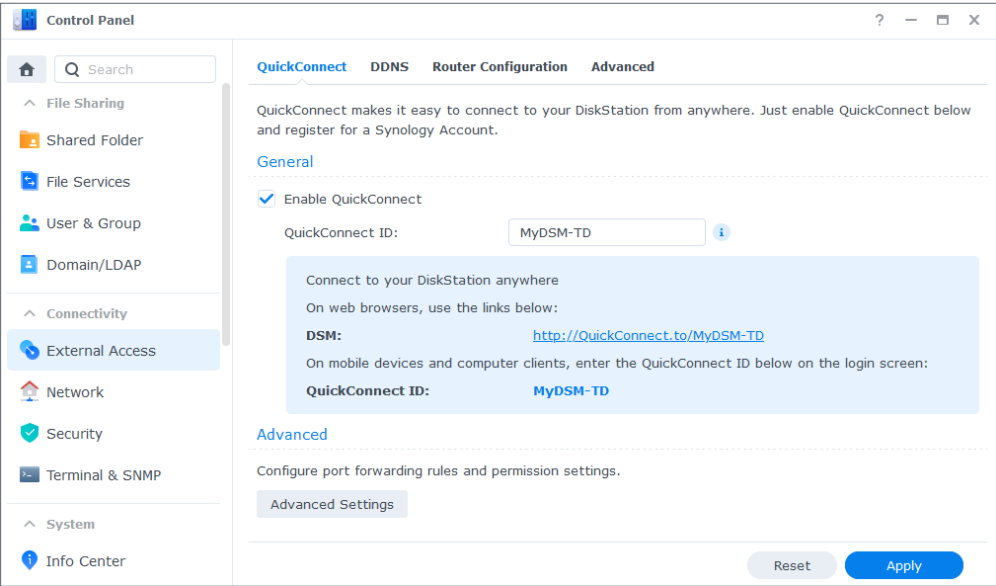 Control Panel
?
Search
File Sharing
Shared Folder
File Services
User & Group
Domain/LDAP
Connectivity
External Access
Network
Security
Terminal & SNMP
System
Info Center
QuickConnect DDNS Router Configuration Advanced
QuickConnect makes it easy to connect to your DiskStation from anywhere. Just enable QuickConnect below
and register for a Synology Account.
General
Enable QuickConnect
QuickConnect ID: MyDSM-TD i
Connect to your DiskStation anywhere
On web browsers, use the links below:
DSM: http://QuickConnect.to/MyDSM-TD
On mobile devices and computer clients, enter the QuickConnect ID below on the login screen:
QuickConnect ID: MyDSM-TD
Advanced
Configure port forwarding rules and permission settings.
Advanced Settings
Reset Apply